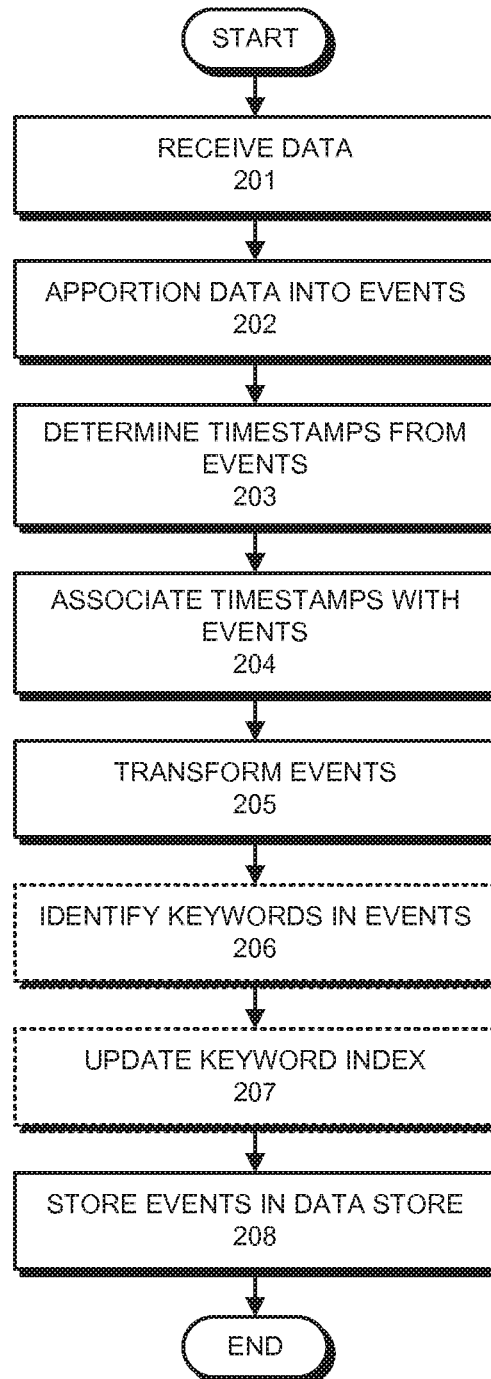 START
RECEIVE DATA
201
APPORTION DATA INTO EVENTS
202
DETERMINE TIMESTAMPS FROM
EVENTS
203
ASSOCIATE TIMESTAMPS WITH
EVENTS
204
TRANSFORM EVENTS
205
IDENTIFY KEYWORDS IN EVENTS
206
UPDATE KEYWORD INDEX
207
STORE EVENTS IN DATA STORE
208
END